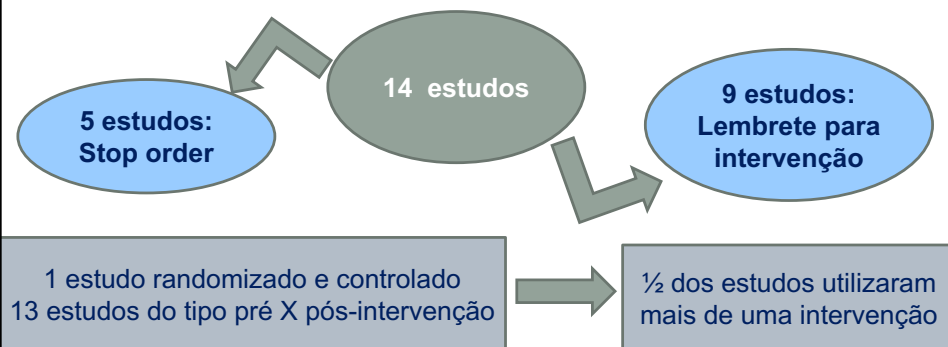 14 estudos
5 estudos:
Stop order
9 estudos:
Lembrete para
intervenção
1 estudo randomizado e controlado
13 estudos do tipo pré X pós-intervenção
½ dos estudos utilizaram
mais de uma intervenção